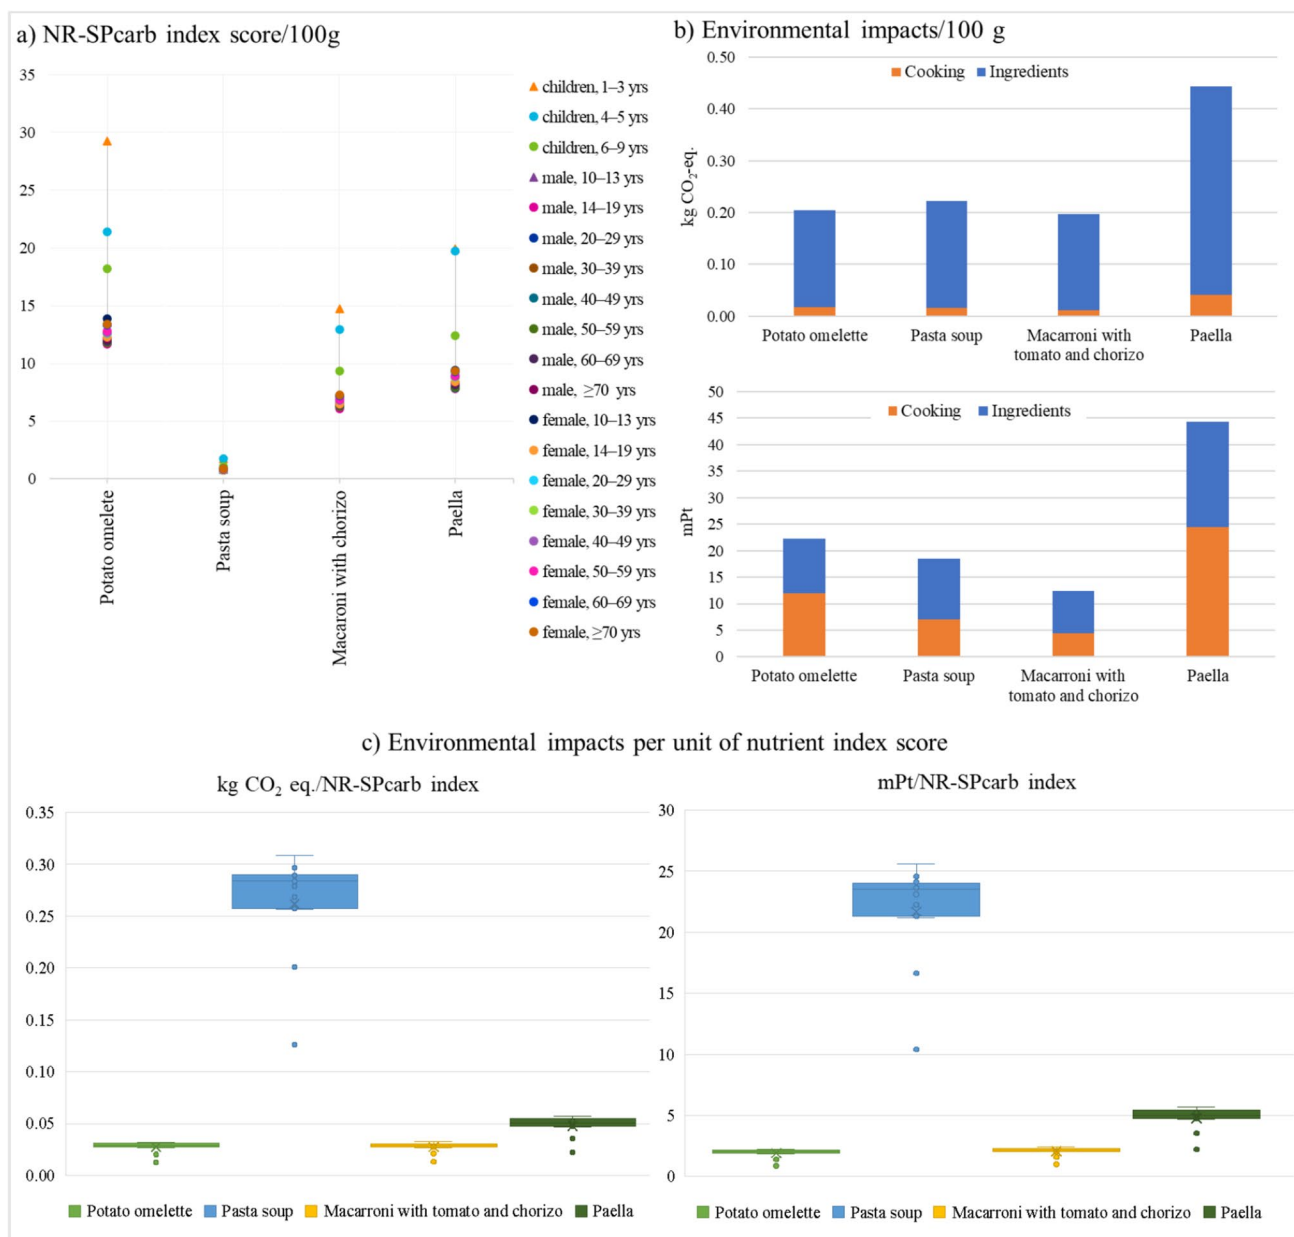 a) NR-SPcarb index score/100g
35
30
25
20
15
10
5
0
Potato omelete
Pasta soup
Macaroni with chorizo
Paella
children, 1–3 yrs
children, 4–5 yrs
children, 6–9 yrs
male, 10–13 yrs
male, 14–19 yrs
male, 20–29 yrs
male, 30–39 yrs
male, 40–49 yrs
male, 50–59 yrs
male, 60–69 yrs
male, ≥70 yrs
female, 10–13 yrs
female, 14–19 yrs
female, 20–29 yrs
female, 30–39 yrs
female, 40–49 yrs
female, 50–59 yrs
female, 60–69 yrs
female, ≥70 yrs
b) Environmental impacts/100 g
Cooking Ingredients
kg CO₂-eq.
0.50
0.40
0.30
0.20
0.10
0.00
Potato omelette Pasta soup Macarroni with Paella
tomato and chorizo
Cooking Ingredients
mPt
50
45
40
35
30
25
20
15
10
5
0
Potato omelette Pasta soup Macarroni with Paella
tomato and chorizo
c) Environmental impacts per unit of nutrient index score
kg CO₂ eq./NR-SPcarb index
0.35
0.30
0.25
0.20
0.15
0.10
0.05
0.00
Potato omelette Pasta soup Macarroni with tomato and chorizo Paella
mPt/NR-SPcarb index
30
25
20
15
10
5
0
Potato omelette Pasta soup Macarroni with tomato and chorizo Paella